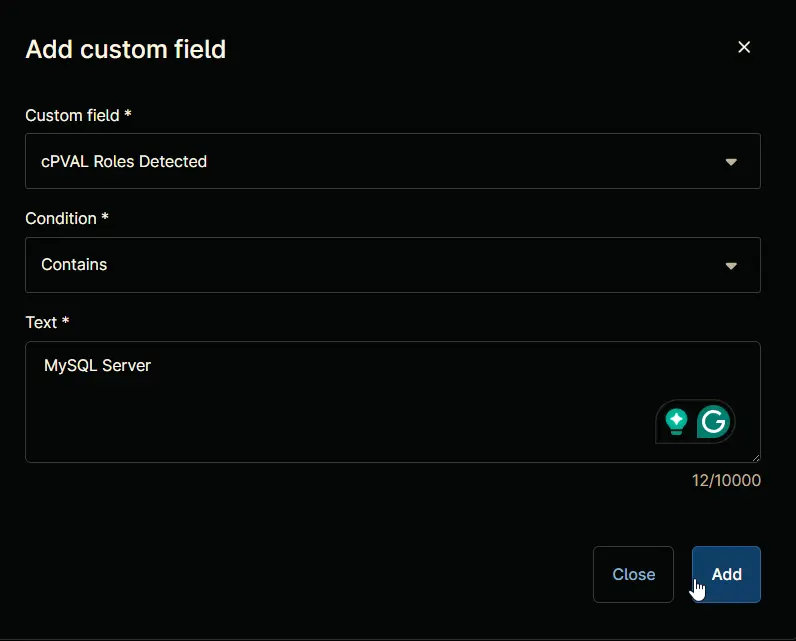 Add custom field
Custom field *
cPVAL Roles Detected
Condition *
Contains
Text *
MySQL Server
12/10000
Close
Add